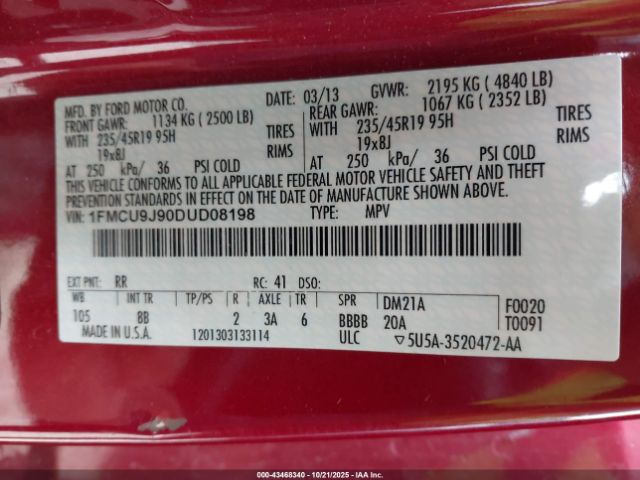 MFD. BY FORD MOTOR CO. DATE: 03/13 GVWR: 2195 KG ( 4840 LB)
FRONT GAWR: 1134 KG ( 2500 LB) REAR GAWR: 1067 KG ( 2352 LB)
WITH 235/45R19 95H TIRES WITH 235/45R19 95H TIRES
19x8J RIMS 19x8J RIMS
AT 250 kPa/ 36 PSI COLD AT 250 kPa/ 36 PSI COLD
THIS VEHICLE CONFORMS TO ALL APPLICABLE FEDERAL MOTOR VEHICLE SAFETY AND THEFT
PREVENTION STANDARDS IN EFFECT ON THE DATE OF MANUFACTURE SHOWN ABOVE.
VIN: 1FMCU9J90DUD08198 TYPE: MPV
EXT PNT: RR RC: 41 DSO:
WB INT TR TP/PS R AXLE TR SPR DM21A F0020
105 8B 2 3A 6 BBBB 20A T0091
MADE IN U.S.A. 1201303133114 ULC ▽5U5A-3520472-AA
000-43468340 - 10/21/2025 - IAAI, Inc.